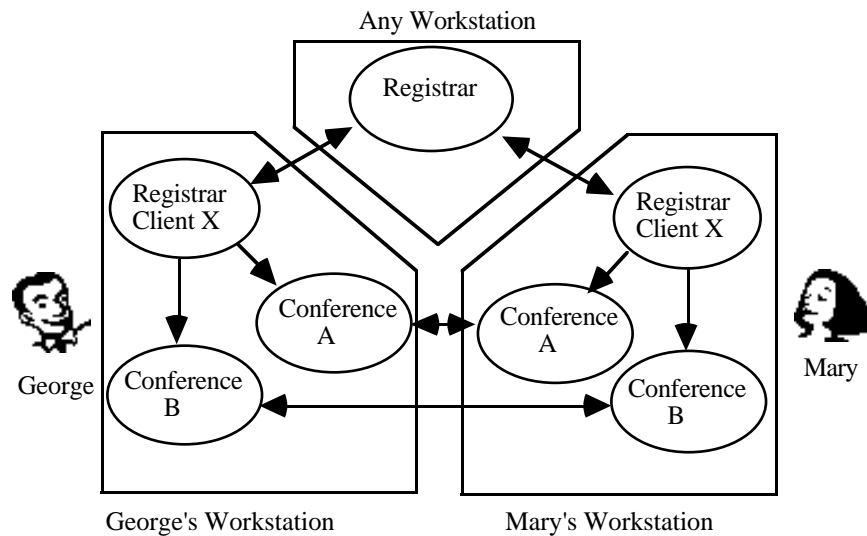 Any Workstation
Registrar
Registrar
Client X
Registrar
Client X
Conference
A
Conference
A
George
Conference
B
Conference
B
Mary
George's Workstation
Mary's Workstation